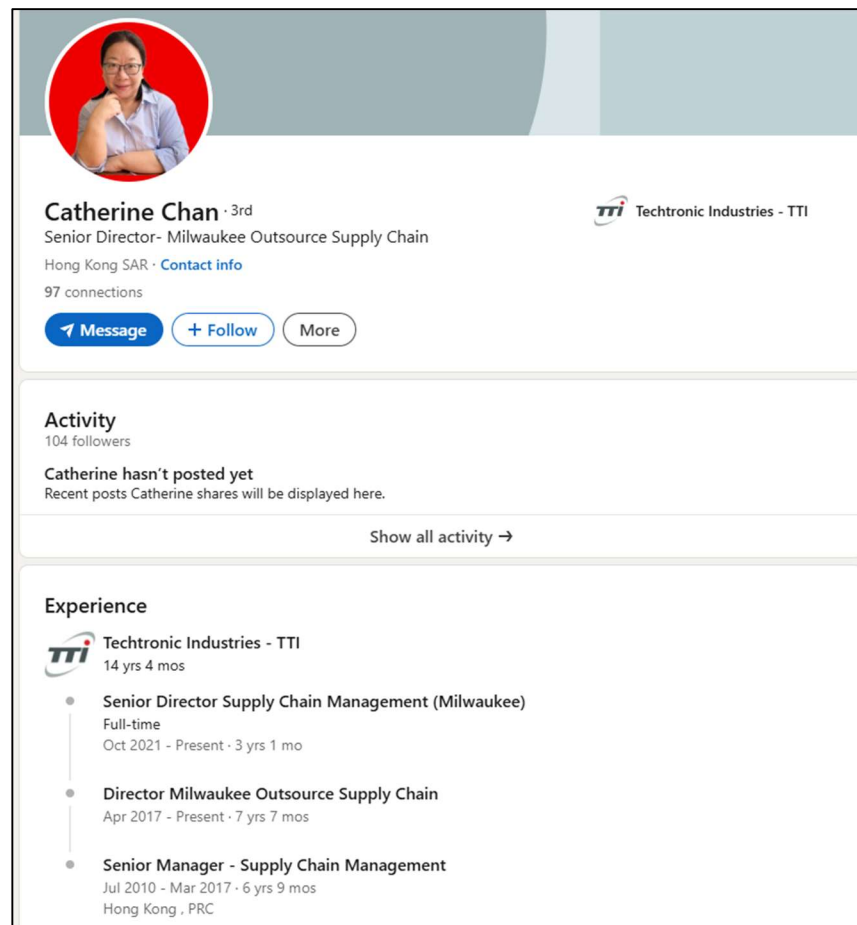 Catherine Chan · 3rd
Senior Director- Milwaukee Outsource Supply Chain
TTI Techtronic Industries - TTI
Hong Kong SAR · Contact info
97 connections
Message + Follow More
Activity
104 followers
Catherine hasn't posted yet
Recent posts Catherine shares will be displayed here.
Show all activity →
Experience
TTI
Techtronic Industries - TTI
14 yrs 4 mos
Senior Director Supply Chain Management (Milwaukee)
Full-time
Oct 2021 - Present · 3 yrs 1 mo
Director Milwaukee Outsource Supply Chain
Apr 2017 - Present · 7 yrs 7 mos
Senior Manager - Supply Chain Management
Jul 2010 - Mar 2017 · 6 yrs 9 mos
Hong Kong , PRC